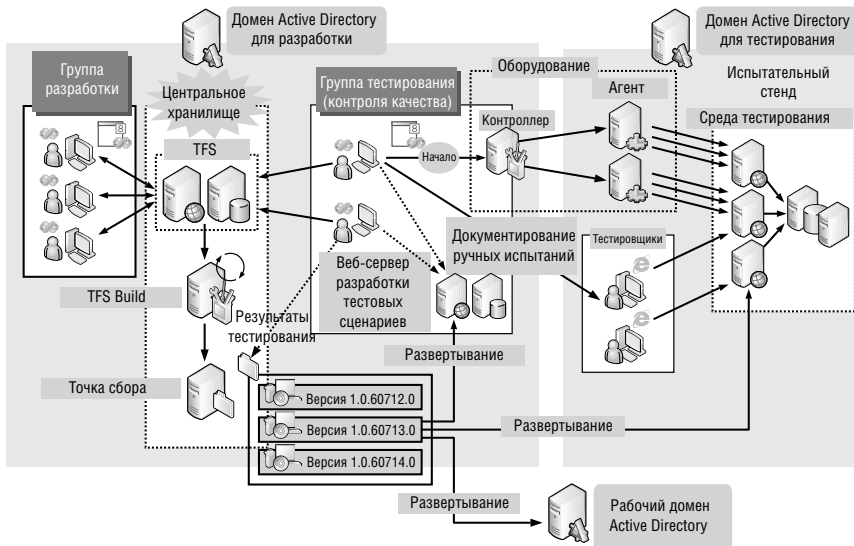 Домен Active Directory
для разработки
Домен Active Directory
для тестирования
Группа
разработки
Центральное
хранилище
Группа тестирования
(контроля качества)
Оборудование
Испытательный
стенд
Агент
Контроллер
Среда тестирования
8
8
TFS
Начало
Документирование
ручных испытаний
Тестировщики
Веб-сервер
разработки
тестовых
сценариев
TFS Build
Результаты
тестирования
Развертывание
Точка сбора
Версия 1.0.60712.0
Версия 1.0.60713.0
Развертывание
Версия 1.0.60714.0
Развертывание
Рабочий домен
Active Directory